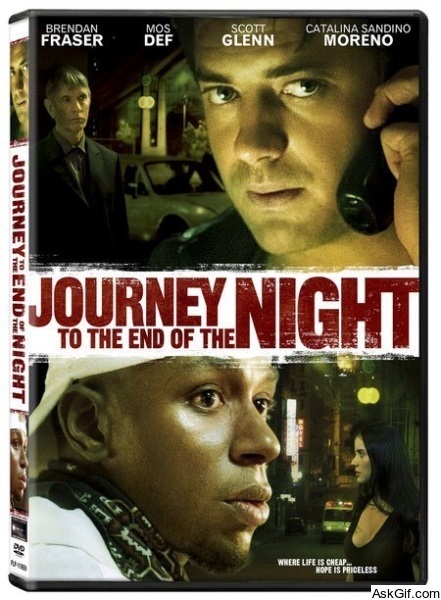 BRENDAN FRASER
MOS DEF
SCOTT GLENN
CATALINA SANDINO MORENO
JOURNEY TO THE END OF THE NIGHT
JOURNEY
TO THE END OF THE
NIGHT
WHERE LIFE IS CHEAP...
HOPE IS PRICELESS
DVD
AskGif.com